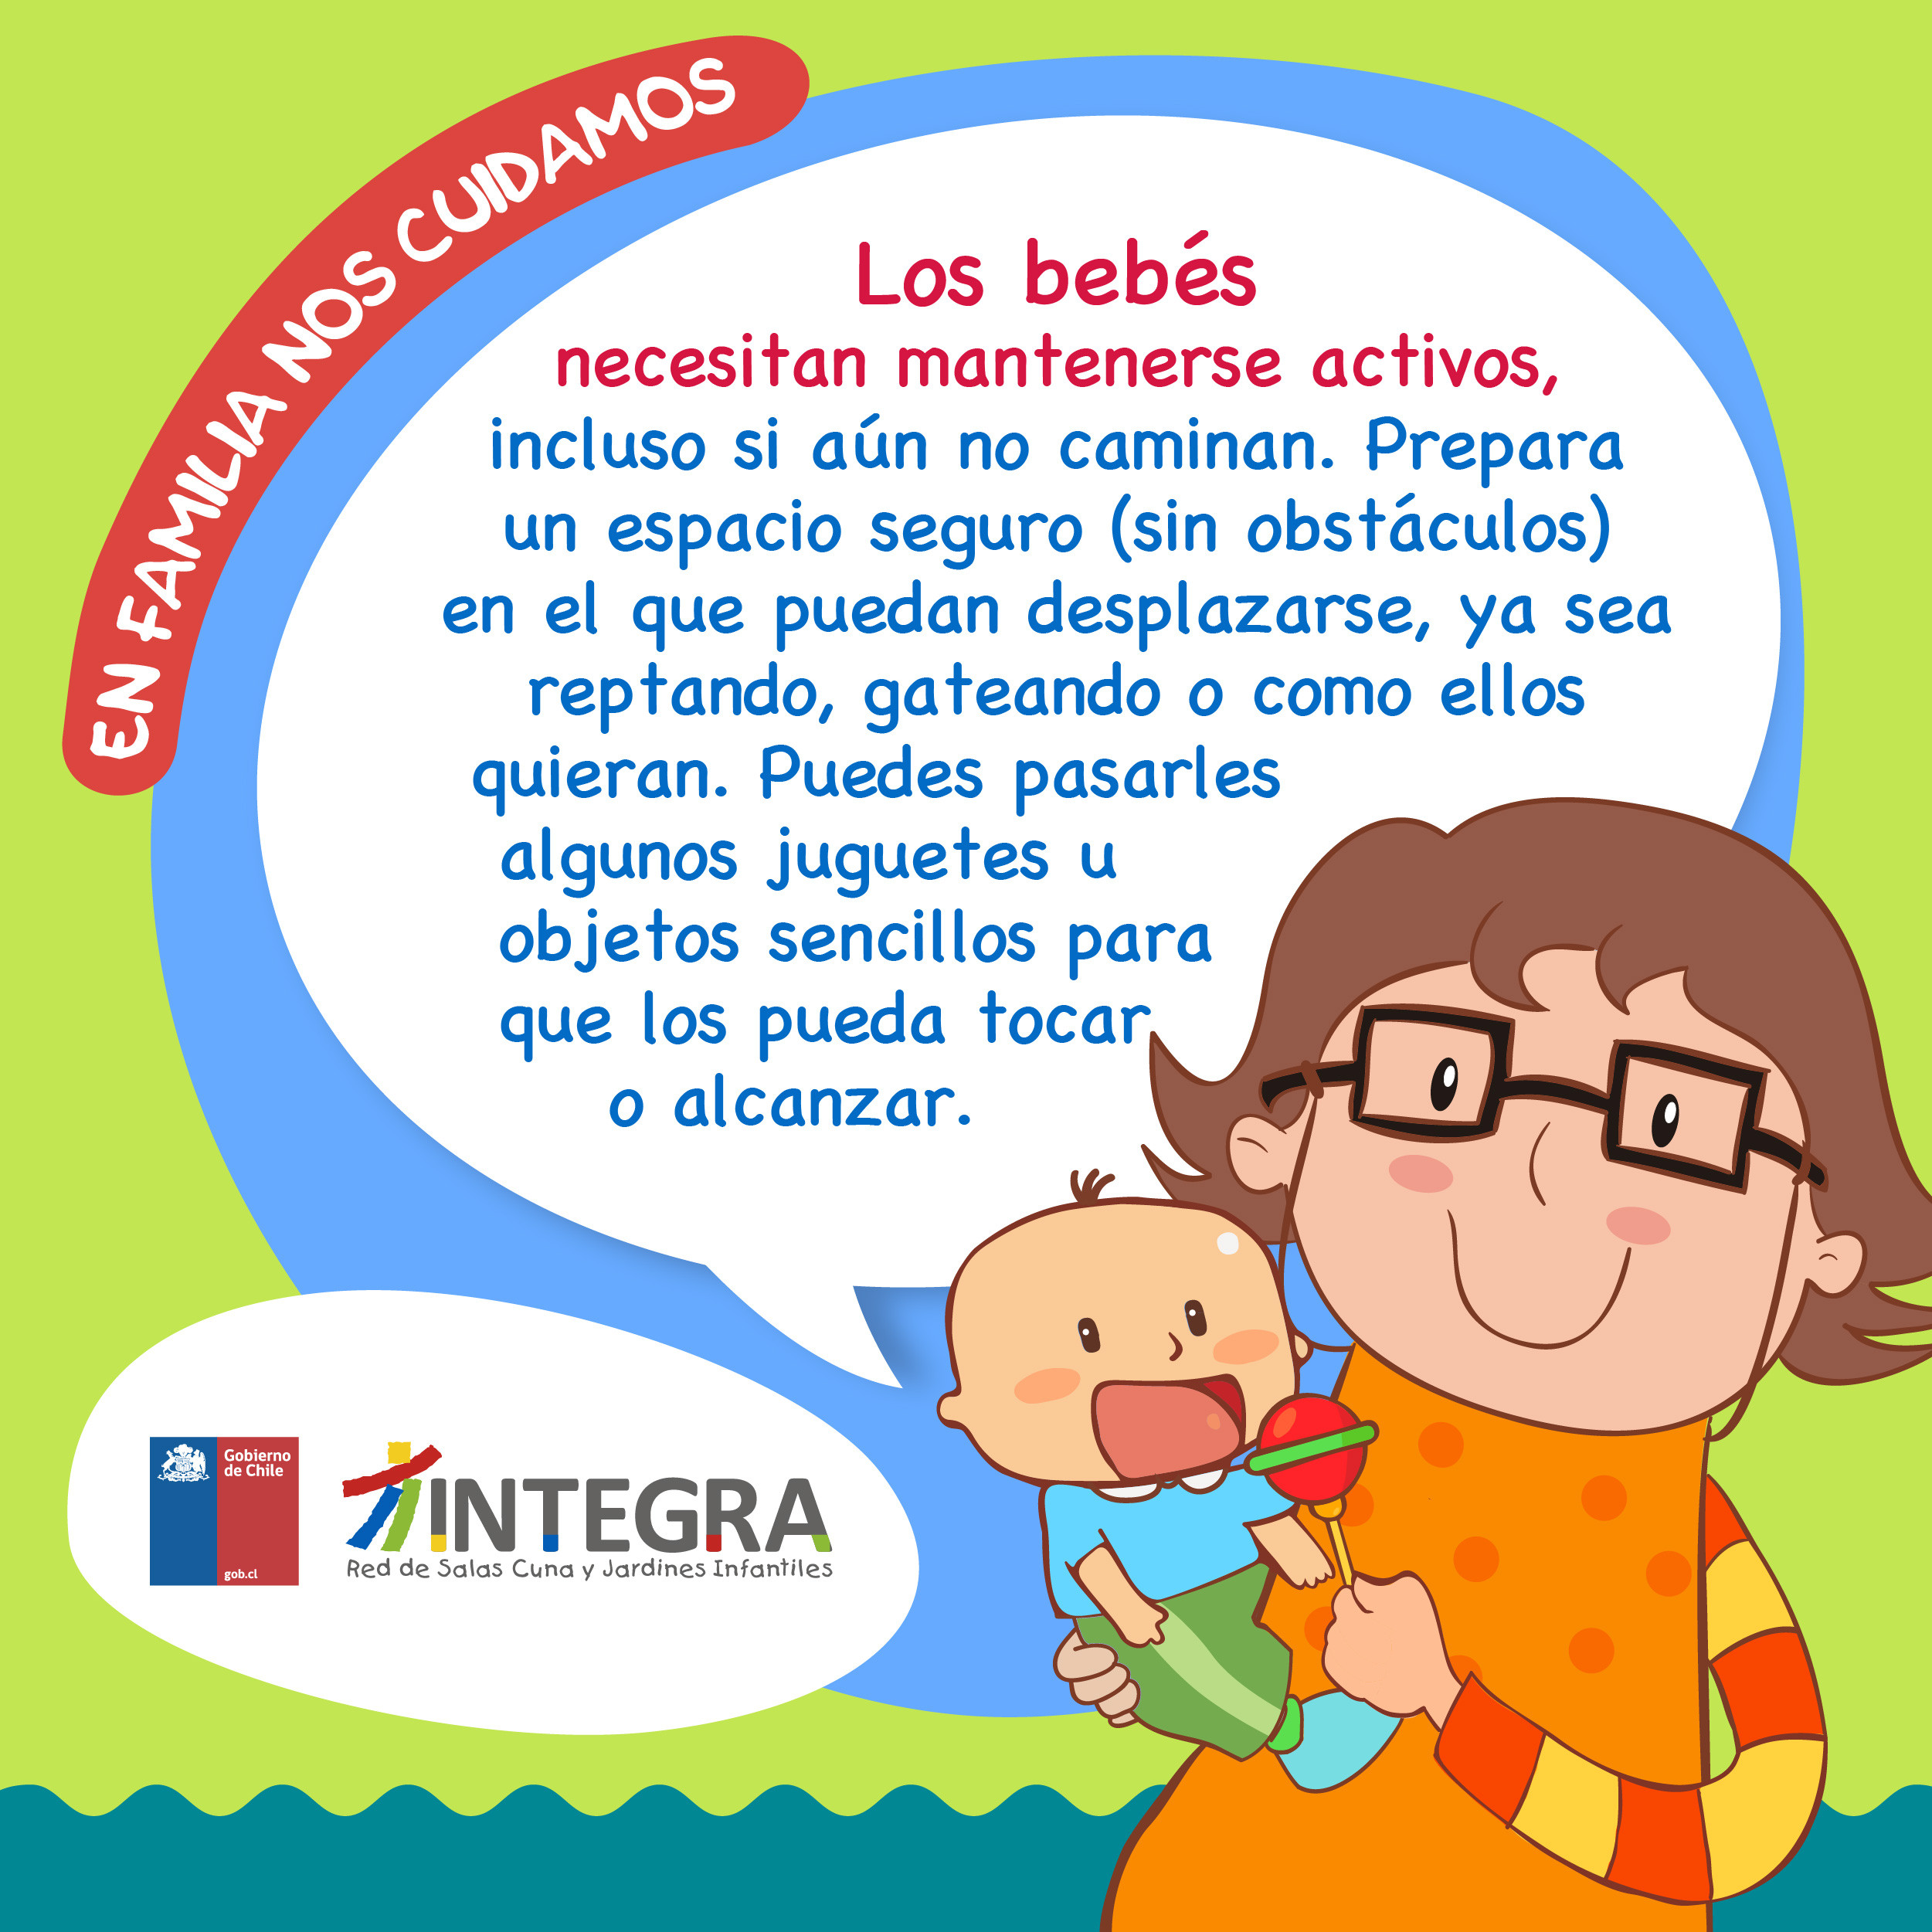 EN FAMILIA NOS CUIDAMOS
Los bebés
necesitan mantenerse activos,
incluso si aún no caminan. Prepara
un espacio seguro (sin obstáculos)
en el que puedan desplazarse, ya sea
reptando, gateando o como ellos
quieran. Puedes pasarles
algunos juguetes u
objetos sencillos para
que los pueda tocar
o alcanzar.
Gobierno
de Chile
gob.cl
INTEGRA
Red de Salas Cuna y Jardines Infantiles